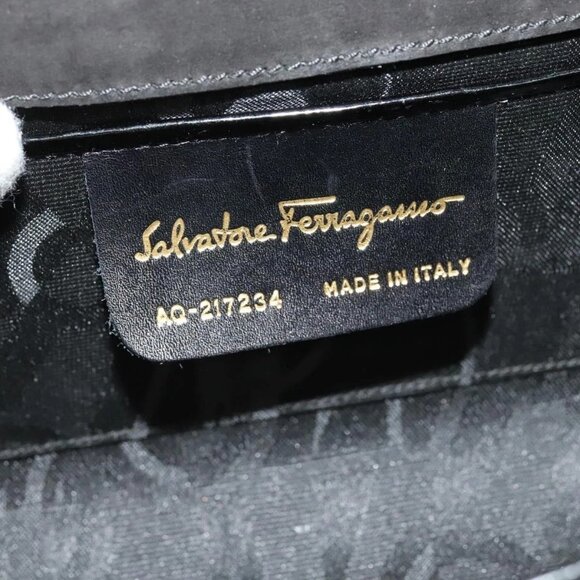 Salvatore Ferragamo
AQ-217234 MADE IN ITALY